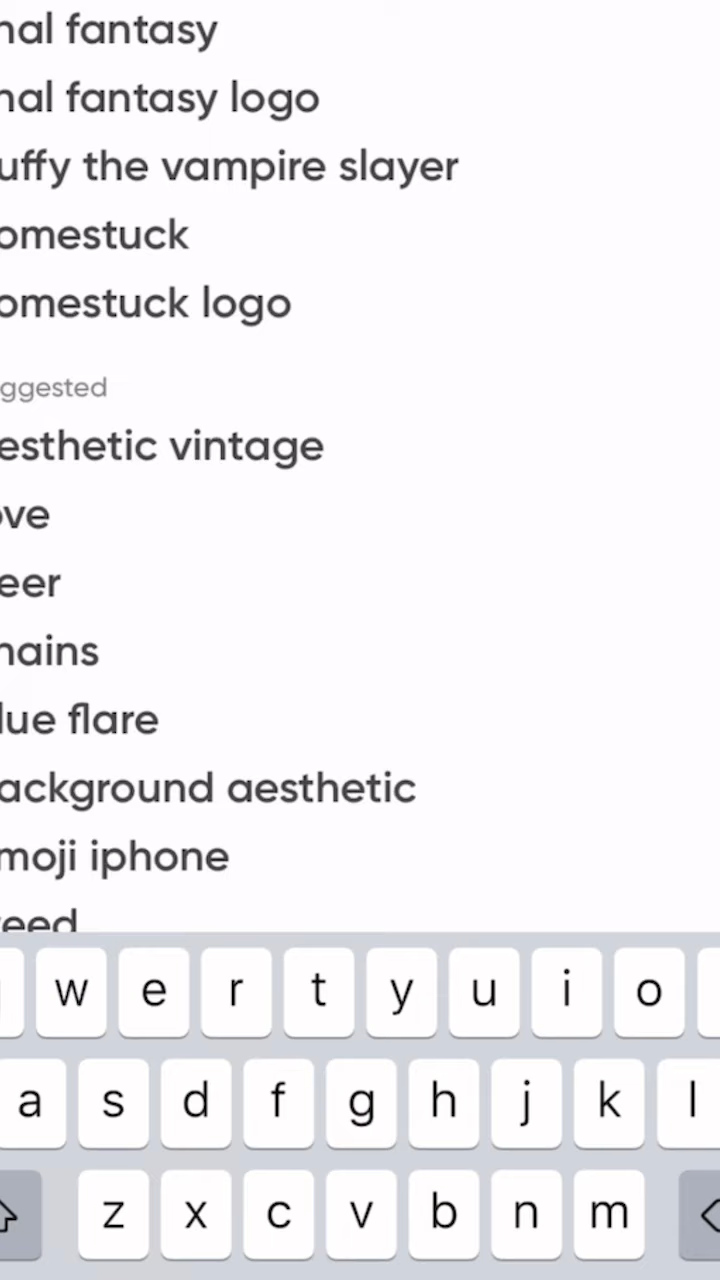 nal fantasy
nal fantasy logo
uffy the vampire slayer
omestuck
omestuck logo
ggested
esthetic vintage
ove
eer
hains
lue flare
ackground aesthetic
moji iphone
reed
w e r t y u i o
a s d f g h j k l
z x c v b n m